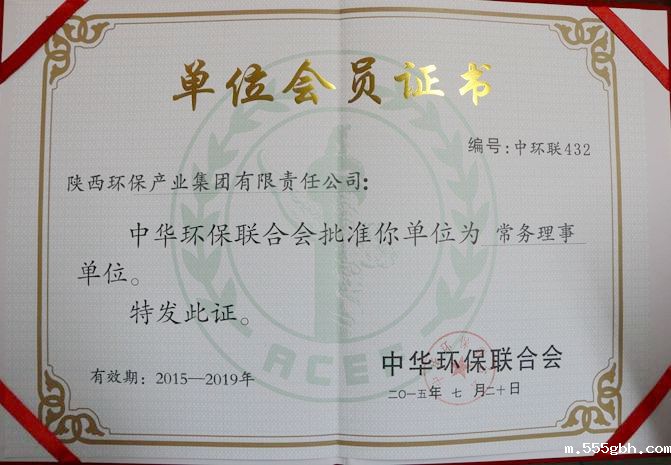 单位会员证书
编号:中环联432
陕西环保产业集团有限责任公司:
中华环保联合会批准你单位为 常务理事
单位。
特发此证。
ACEF
有效期: 2015—2019年
中华环保联合会
二〇一五年 七 月二十日
m.555gbh.com